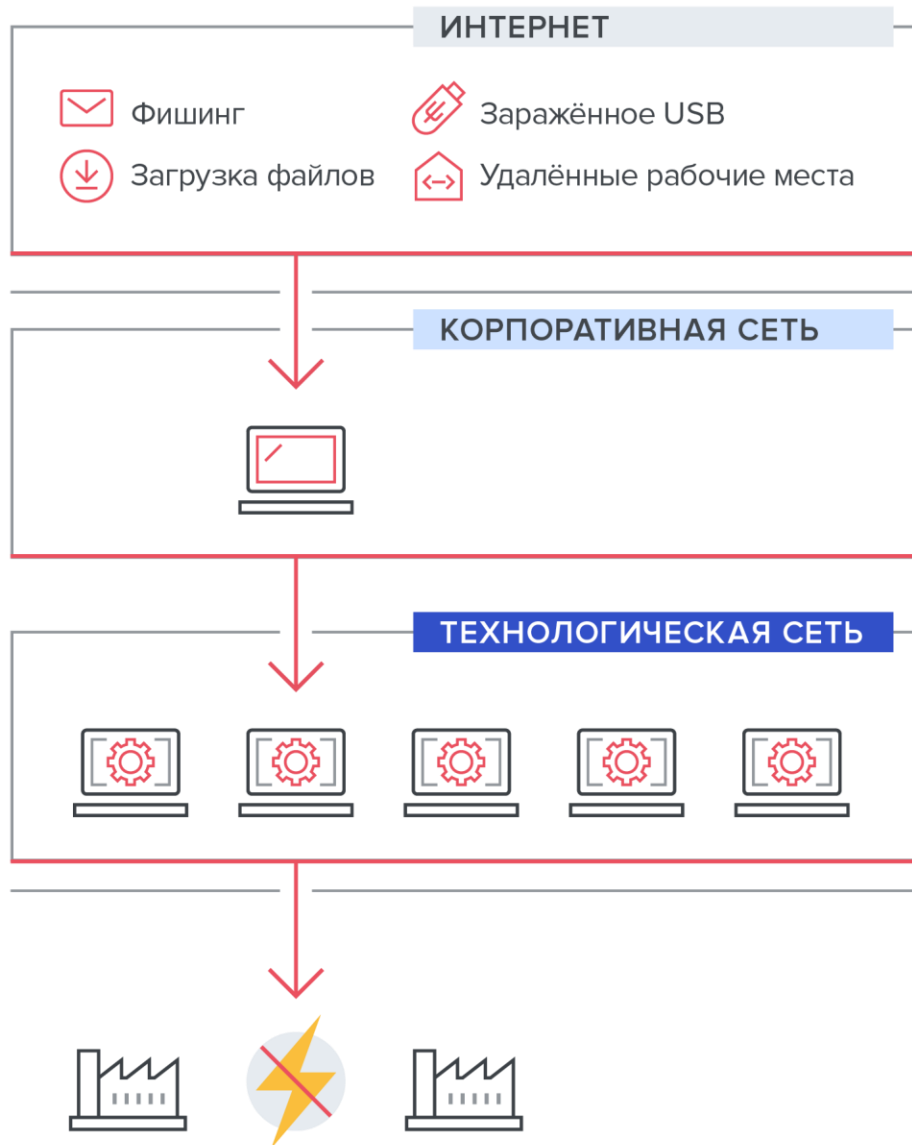 ИНТЕРНЕТ
Фишинг
Заражённое USB
Загрузка файлов
Удалённые рабочие места
КОРПОРАТИВНАЯ СЕТЬ
ТЕХНОЛОГИЧЕСКАЯ СЕТЬ